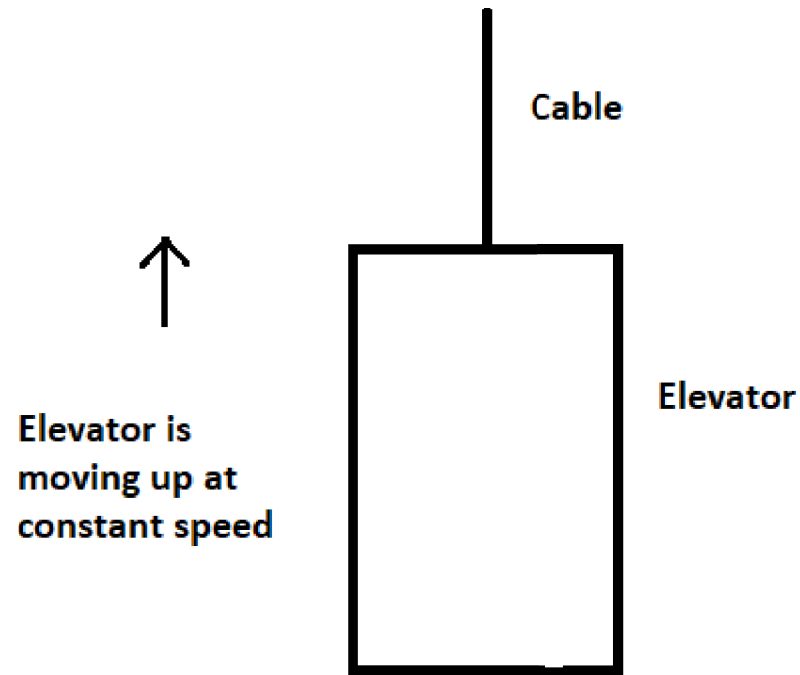 Cable
Elevator
Elevator is
moving up at
constant speed